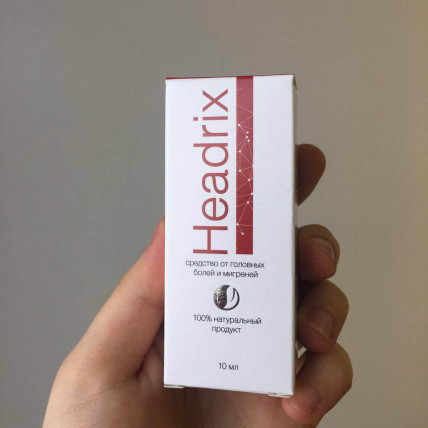 Headrix
средство от головных
болей и мигреней
100% натуральный
продукт
10 мл